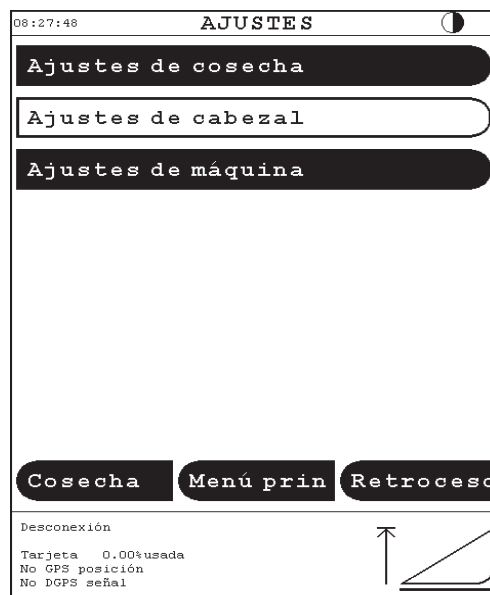 08:27:48 AJUSTES
Ajustes de cosecha
Ajustes de cabezal
Ajustes de máquina
Cosecha Menú prin Retroceso
Desconexión
Tarjeta 0.00%usada
No GPS posición
No DGPS señal